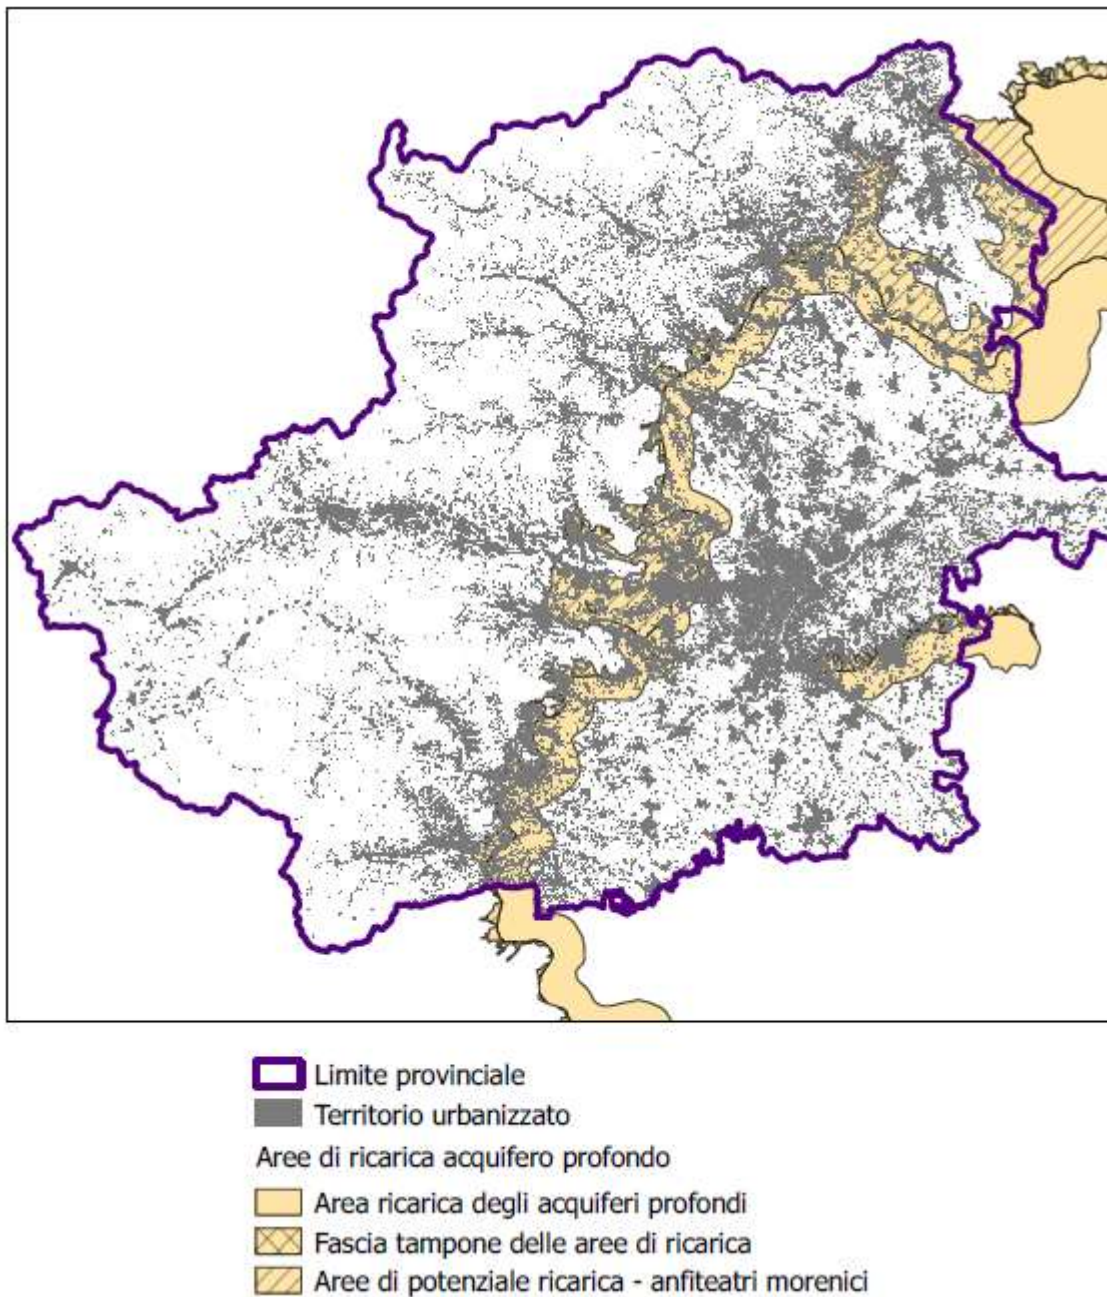 Limite provinciale
Territorio urbanizzato
Aree di ricarica acquifero profondo
Area ricarica degli acquiferi profondi
Fascia tampone delle aree di ricarica
Aree di potenziale ricarica - anfiteatri morenici